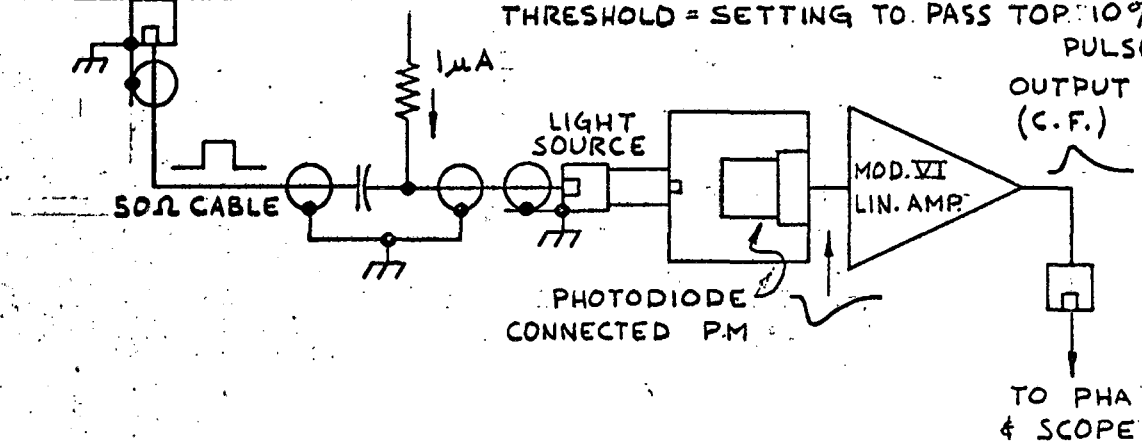 THRESHOLD = SETTING TO PASS TOP 10%
PULS
1μA
OUTPUT
(C.F.)
LIGHT
SOURCE
MOD. VI
LIN. AMP.
50Ω CABLE
PHOTODIODE
CONNECTED P.M
TO PHA
& SCOPE